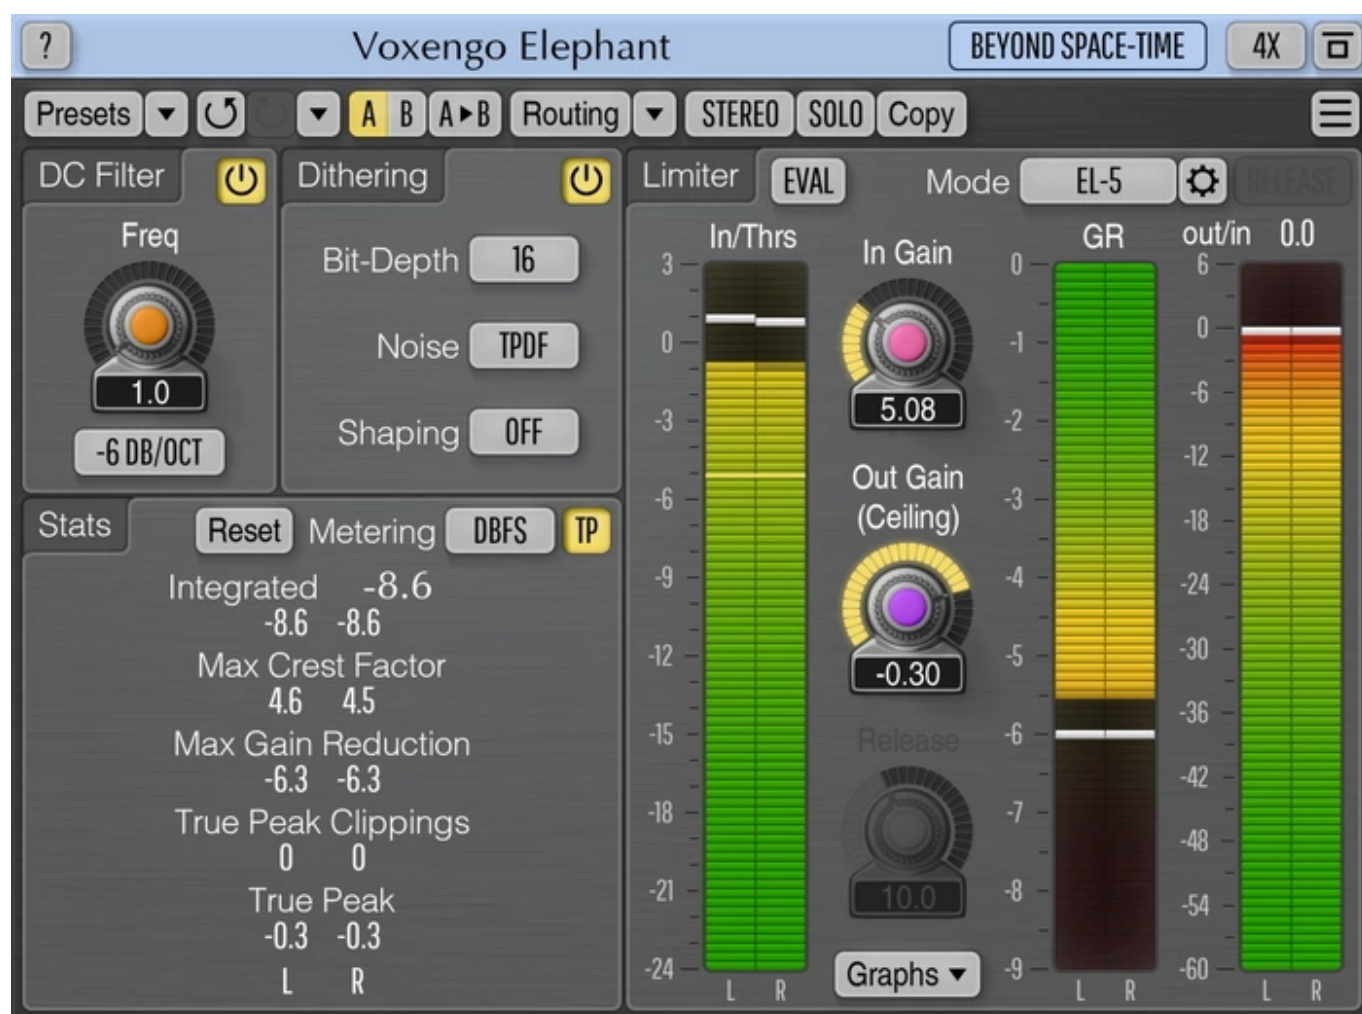 ?
Voxengo Elephant
BEYOND SPACE-TIME
4X
Presets
A B A▸B
Routing
STEREO SOLO Copy
DC Filter
Freq
1.0
-6 DB/OCT
Dithering
Bit-Depth 16
Noise TPDF
Shaping OFF
Stats
Reset Metering DBFS TP
Integrated -8.6
-8.6 -8.6
Max Crest Factor
4.6 4.5
Max Gain Reduction
-6.3 -6.3
True Peak Clippings
0 0
True Peak
-0.3 -0.3
L R
Limiter EVAL Mode EL-5 RELEASE
In/Thrs
3
0
-3
-6
-9
-12
-15
-18
-21
-24
L R
In Gain
5.08
Out Gain
(Ceiling)
-0.30
Release
10.0
Graphs
GR
0
-1
-2
-3
-4
-5
-6
-7
-8
-9
L R
out/in 0.0
6
0
-6
-12
-18
-24
-30
-36
-42
-48
-54
-60
L R